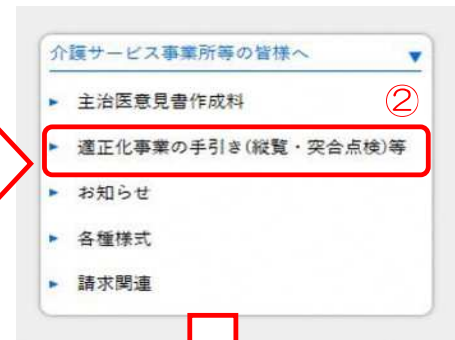 介護サービス事業所等の皆様へ ▼
► 主治医意見書作成料
②
► 適正化事業の手引き(縦覧・突合点検)等
► お知らせ
► 各種様式
► 請求関連